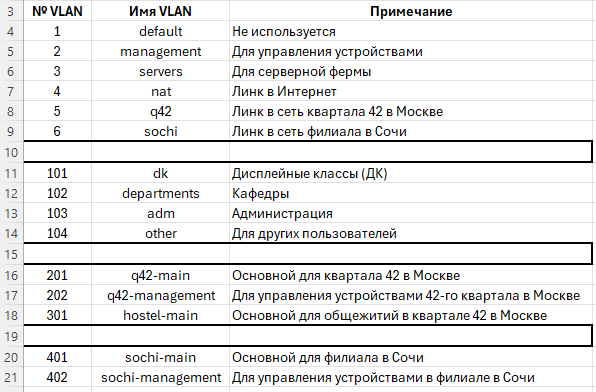 3 № VLAN Имя VLAN Примечание
4 1 default Не используется
5 2 management Для управления устройствами
6 3 servers Для серверной фермы
7 4 nat Линк в Интернет
8 5 q42 Линк в сеть квартала 42 в Москве
9 6 sochi Линк в сеть филиала в Сочи
10
11 101 dk Дисплейные классы (ДК)
12 102 departments Кафедры
13 103 adm Администрация
14 104 other Для других пользователей
15
16 201 q42-main Основной для квартала 42 в Москве
17 202 q42-management Для управления устройствами 42-го квартала в Москве
18 301 hostel-main Основной для общежитий в квартале 42 в Москве
19
20 401 sochi-main Основной для филиала в Сочи
21 402 sochi-management Для управления устройствами в филиале в Сочи